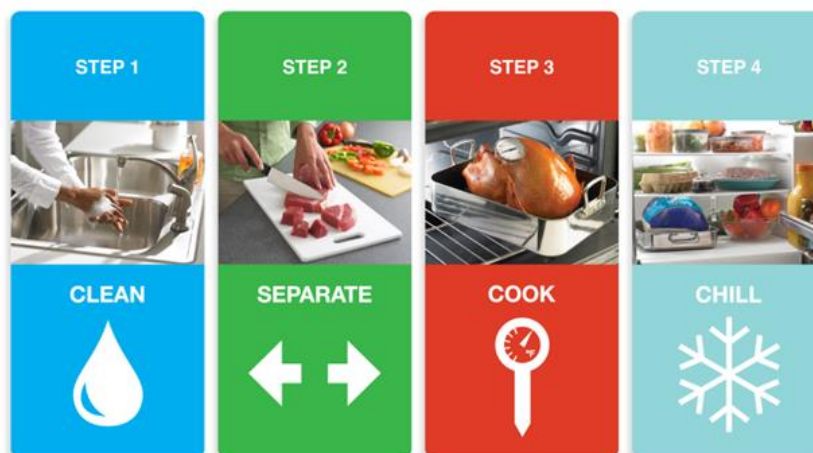 STEP 1
CLEAN
STEP 2
SEPARATE
STEP 3
COOK
°F
STEP 4
CHILL